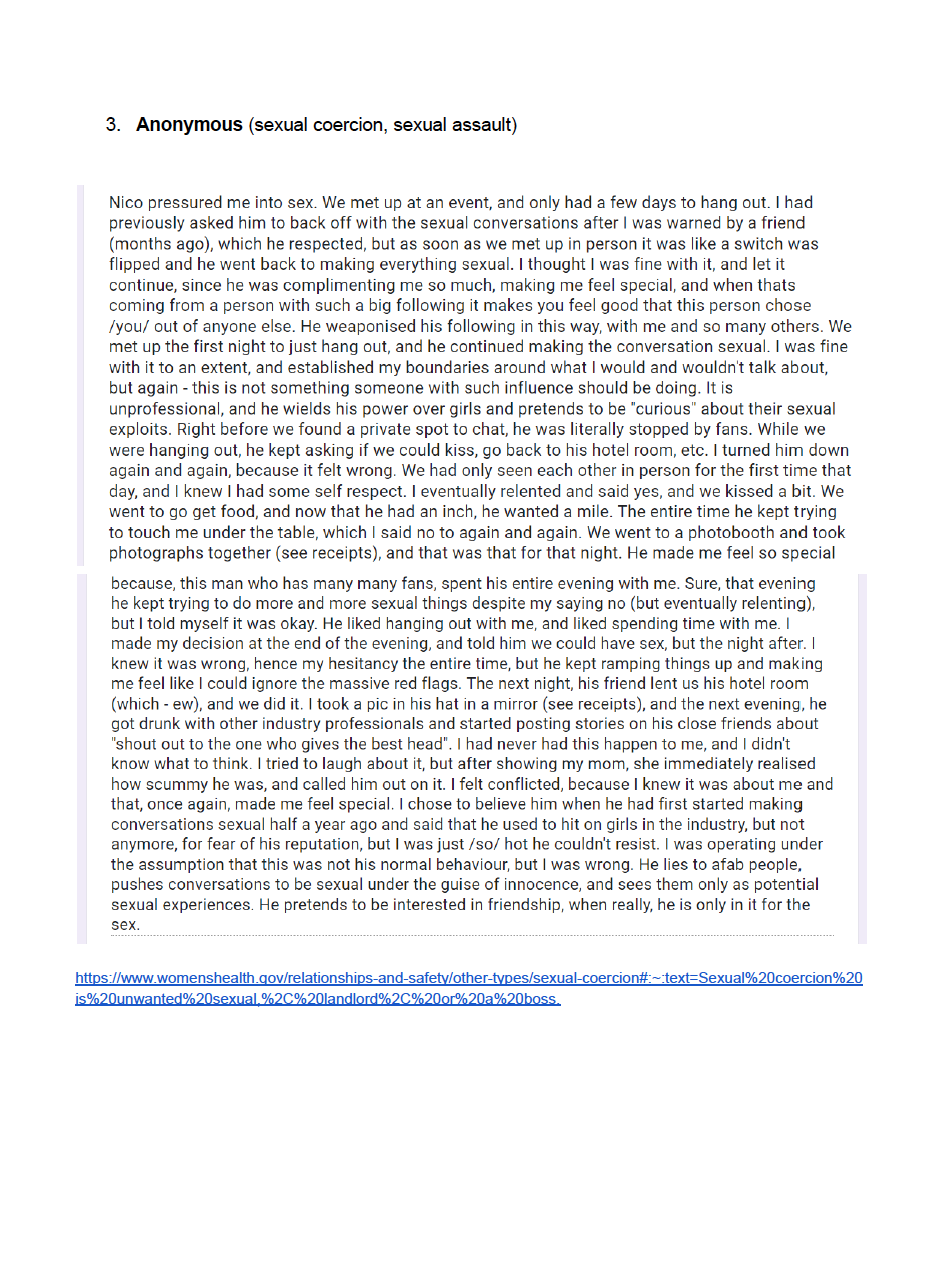 3. Anonymous (sexual coercion, sexual assault)
Nico pressured me into sex. We met up at an event, and only had a few days to hang out. I had
previously asked him to back off with the sexual conversations after I was warned by a friend
(months ago), which he respected, but as soon as we met up in person it was like a switch was
flipped and he went back to making everything sexual. I thought I was fine with it, and let it
continue, since he was complimenting me so much, making me feel special, and when thats
coming from a person with such a big following it makes you feel good that this person chose
/you/ out of anyone else. He weaponised his following in this way, with me and so many others. We
met up the first night to just hang out, and he continued making the conversation sexual. I was fine
with it to an extent, and established my boundaries around what I would and wouldn't talk about,
but again - this is not something someone with such influence should be doing. It is
unprofessional, and he wields his power over girls and pretends to be "curious" about their sexual
exploits. Right before we found a private spot to chat, he was literally stopped by fans. While we
were hanging out, he kept asking if we could kiss, go back to his hotel room, etc. I turned him down
again and again, because it felt wrong. We had only seen each other in person for the first time that
day, and I knew I had some self respect. I eventually relented and said yes, and we kissed a bit. We
went to go get food, and now that he had an inch, he wanted a mile. The entire time he kept trying
to touch me under the table, which I said no to again and again. We went to a photobooth and took
photographs together (see receipts), and that was that for that night. He made me feel so special
because, this man who has many many fans, spent his entire evening with me. Sure, that evening
he kept trying to do more and more sexual things despite my saying no (but eventually relenting),
but I told myself it was okay. He liked hanging out with me, and liked spending time with me. I
made my decision at the end of the evening, and told him we could have sex, but the night after. I
knew it was wrong, hence my hesitancy the entire time, but he kept ramping things up and making
me feel like I could ignore the massive red flags. The next night, his friend lent us his hotel room
(which - ew), and we did it. I took a pic in his hat in a mirror (see receipts), and the next evening, he
got drunk with other industry professionals and started posting stories on his close friends about
"shout out to the one who gives the best head". I had never had this happen to me, and I didn't
know what to think. I tried to laugh about it, but after showing my mom, she immediately realised
how scummy he was, and called him out on it. I felt conflicted, because I knew it was about me and
that, once again, made me feel special. I chose to believe him when he had first started making
conversations sexual half a year ago and said that he used to hit on girls in the industry, but not
anymore, for fear of his reputation, but I was just /so/ hot he couldn't resist. I was operating under
the assumption that this was not his normal behaviour, but I was wrong. He lies to afab people,
pushes conversations to be sexual under the guise of innocence, and sees them only as potential
sexual experiences. He pretends to be interested in friendship, when really, he is only in it for the
sex.
https://www.womenshealth.gov/relationships-and-safety/other-types/sexual-coercion#:~:text=Sexual%20coercion%20
is%20unwanted%20sexual,%2C%20landlord%2C%20or%20a%20boss.